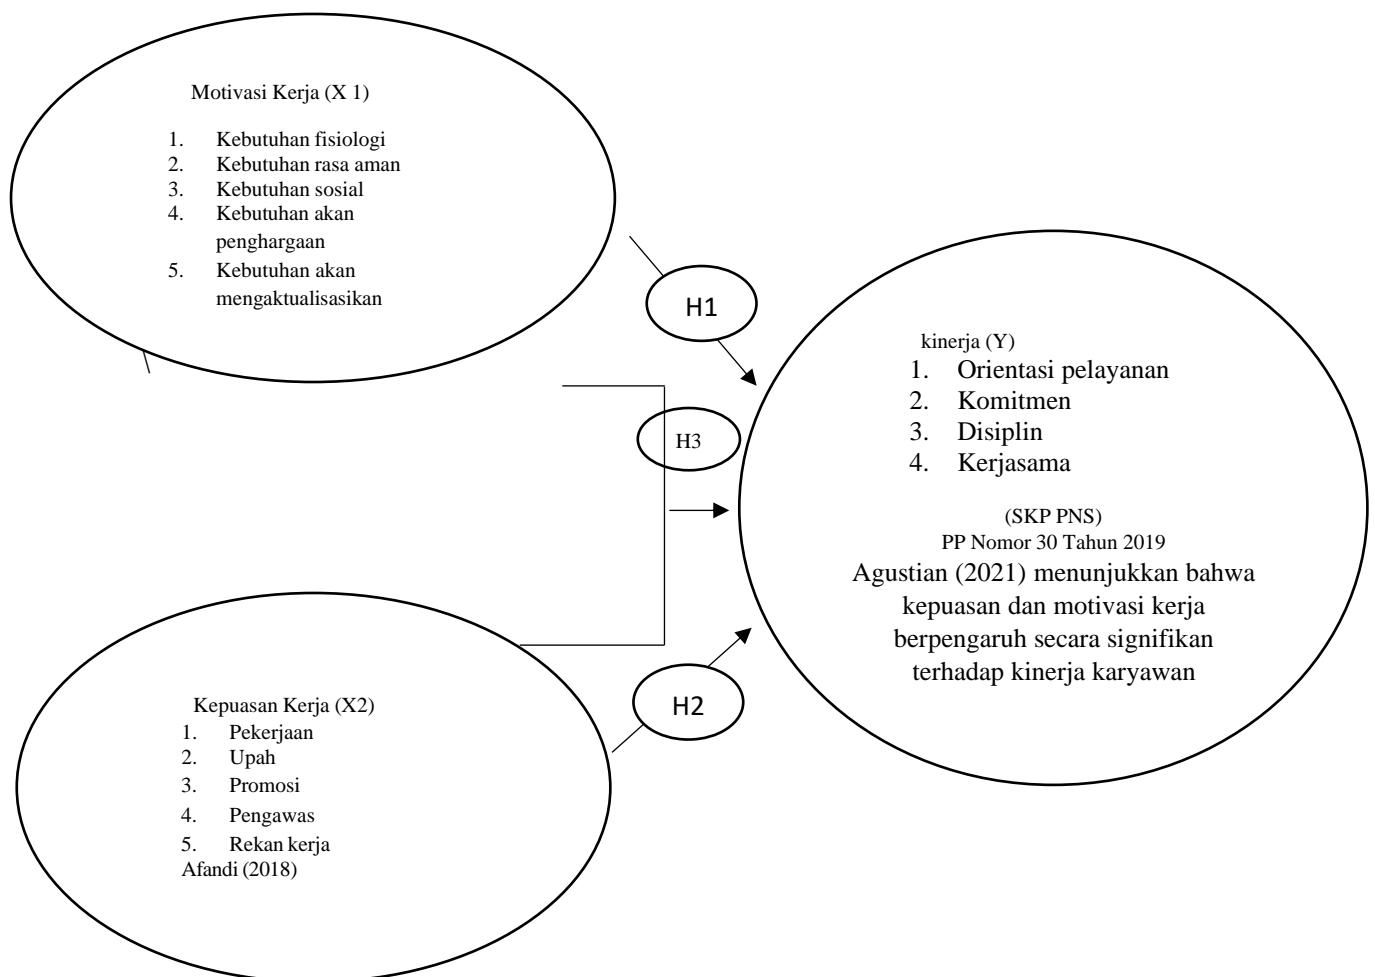 Motivasi Kerja (X 1)
1. Kebutuhan fisiologi
2. Kebutuhan rasa aman
3. Kebutuhan sosial
4. Kebutuhan akan
penghargaan
5. Kebutuhan akan
mengaktualisasikan
H1
H3
H2
kinerja (Y)
1. Orientasi pelayanan
2. Komitmen
3. Disiplin
4. Kerjasama
(SKP PNS)
PP Nomor 30 Tahun 2019
Agustian (2021) menunjukkan bahwa
kepuasan dan motivasi kerja
berpengaruh secara signifikan
terhadap kinerja karyawan
Kepuasan Kerja (X2)
1. Pekerjaan
2. Upah
3. Promosi
4. Pengawas
5. Rekan kerja
Afandi (2018)